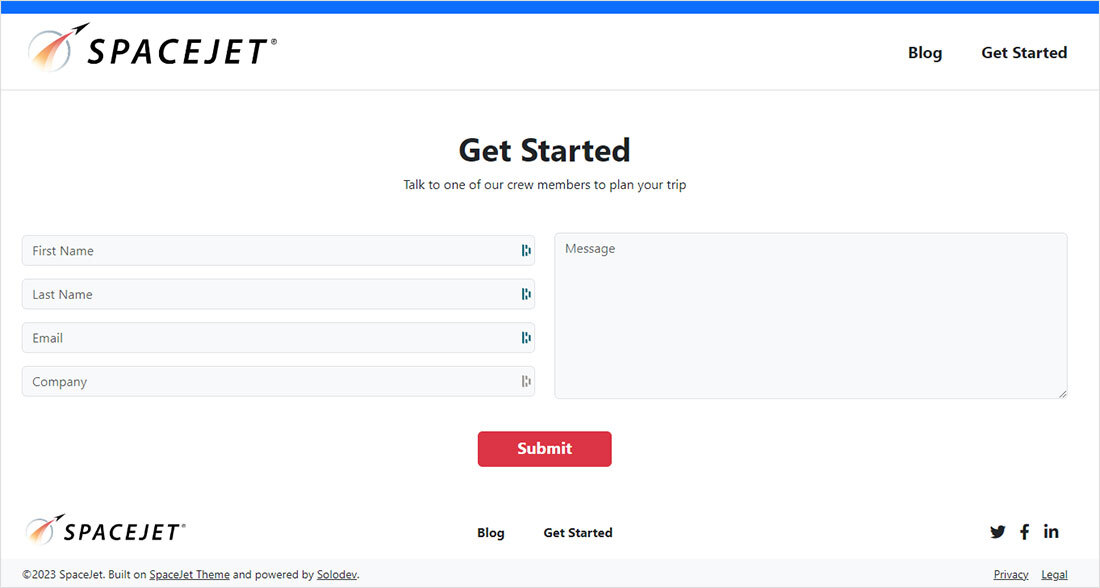 SPACEJET®
Blog
Get Started
Get Started
Talk to one of our crew members to plan your trip
First Name
Last Name
Email
Company
Message
Submit
SPACEJET®
Blog
Get Started
©2023 SpaceJet. Built on SpaceJet Theme and powered by Solodev.
Privacy
Legal